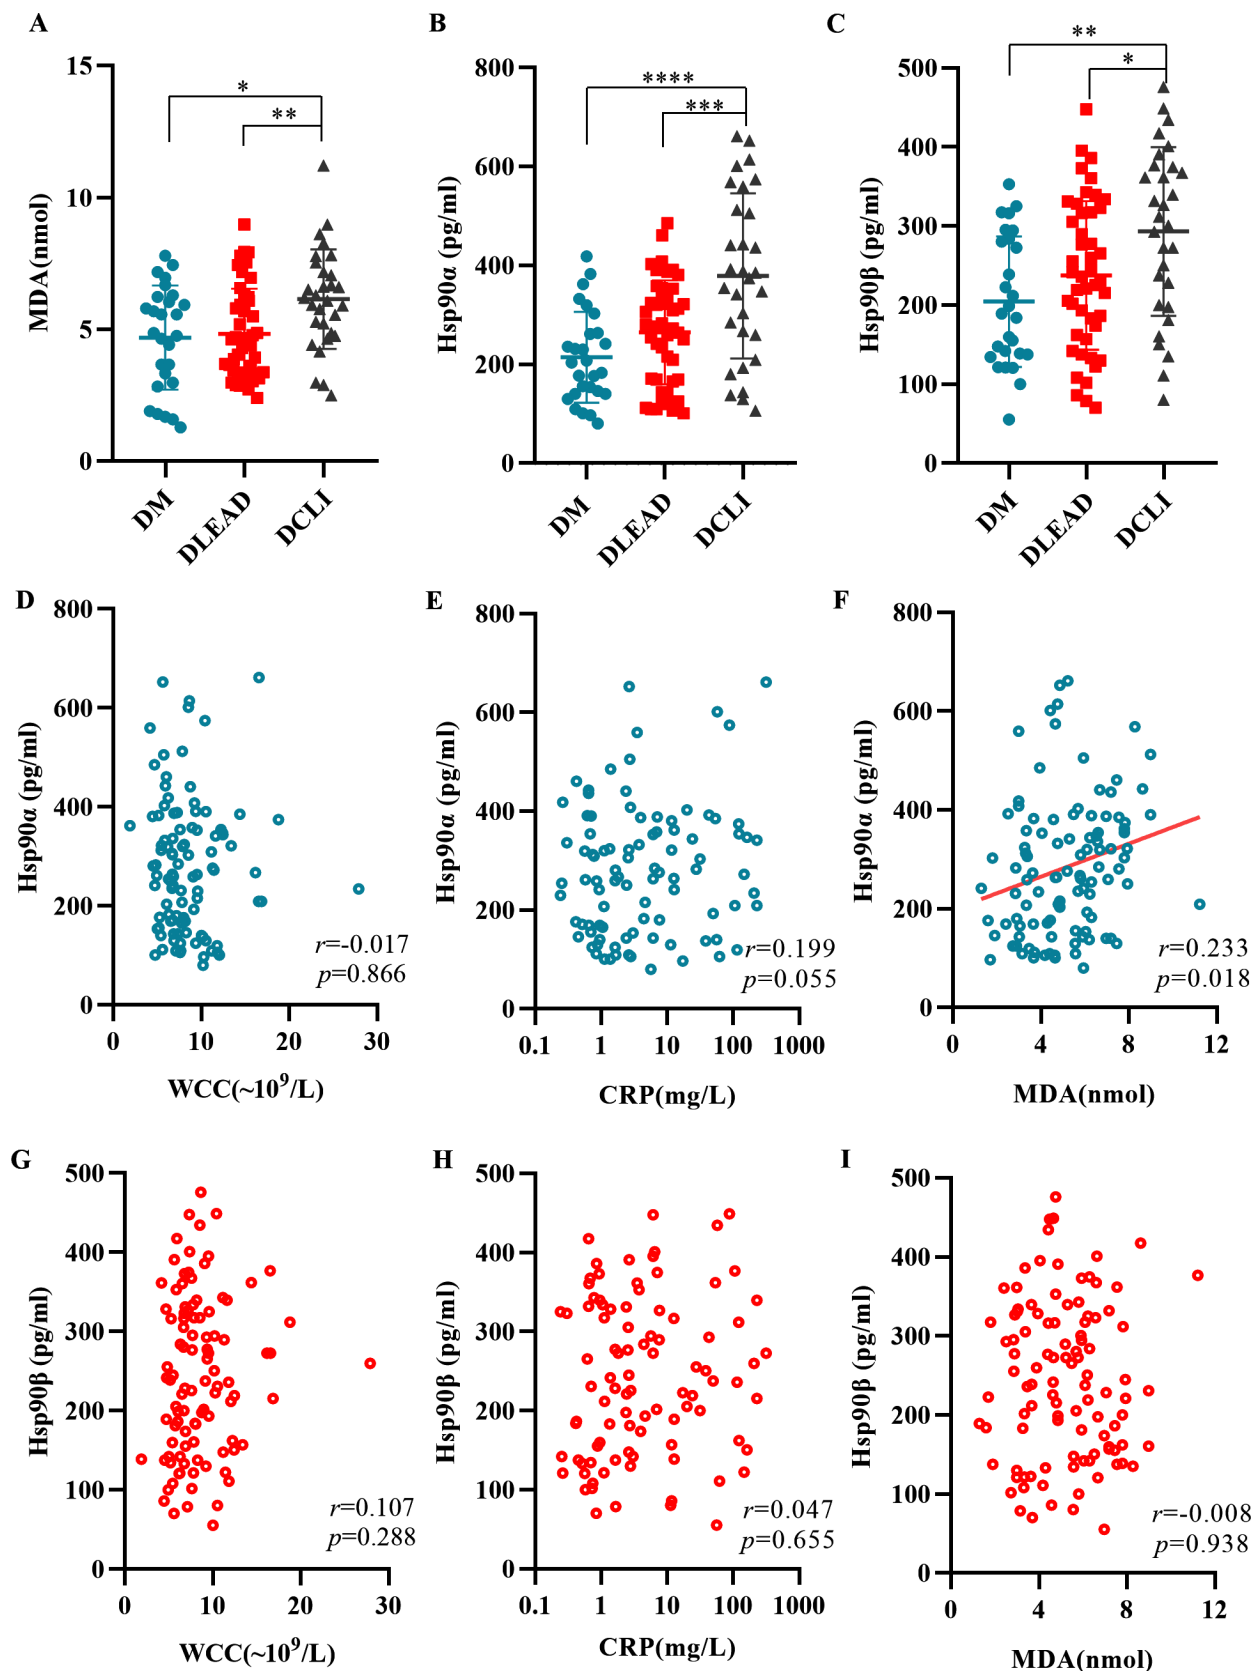 A
B
C
MDA(nmol)
15
10
5
0
*
**
DM
DLEAD
DCLI
Hsp90α (pg/ml)
800
600
400
200
0
****
***
DM
DLEAD
DCLI
Hsp90β (pg/ml)
500
400
300
200
100
0
**
*
DM
DLEAD
DCLI
D
E
F
Hsp90α (pg/ml)
800
600
400
200
0
r=-0.017
p=0.866
0
10
20
30
WCC(~10⁹/L)
Hsp90α (pg/ml)
800
600
400
200
0
r=0.199
p=0.055
0.1
1
10
100
1000
CRP(mg/L)
Hsp90α (pg/ml)
800
600
400
200
0
r=0.233
p=0.018
0
4
8
12
MDA(nmol)
G
H
I
Hsp90β (pg/ml)
500
400
300
200
100
0
r=0.107
p=0.288
0
10
20
30
WCC(~10⁹/L)
Hsp90β (pg/ml)
500
400
300
200
100
0
r=0.047
p=0.655
0.1
1
10
100
1000
CRP(mg/L)
Hsp90β (pg/ml)
500
400
300
200
100
0
r=-0.008
p=0.938
0
4
8
12
MDA(nmol)